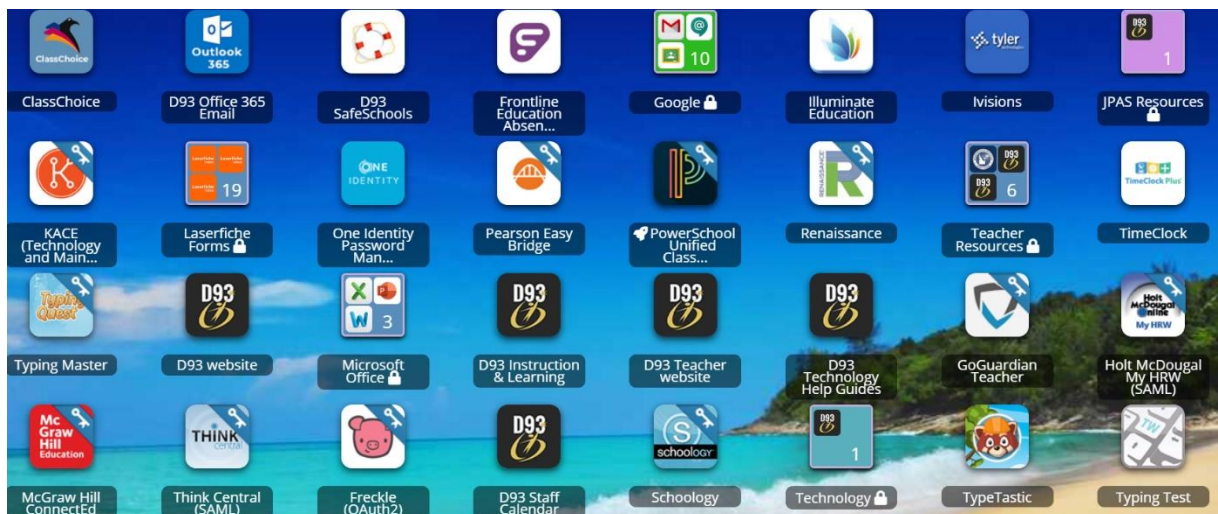 ClassChoice
Outlook
365
10
tyler
technologies
D93
1
ClassChoice
D93 Office 365
Email
D93
SafeSchools
Frontline
Education
Absen...
Google
Illuminate
Education
Ivisions
JPAS Resources
19
ONE
IDENTITY
RENAISSANCE
D93
D93
6
TimeClock Plus
KACE
(Technology
and Main...
Laserfiche
Forms
One Identity
Password
Man...
Pearson Easy
Bridge
PowerSchool
Unified
Class...
Renaissance
Teacher
Resources
TimeClock
Typing
Quest
D93
3
D93
D93
D93
Holt
McDougal
Online
My HRW
Typing Master
D93 website
Microsoft
Office
D93 Instruction
& Learning
D93 Teacher
website
D93
Technology
Help Guides
GoGuardian
Teacher
Holt McDougal
My HRW
(SAML)
Mc
Graw
Hill
Education
THINK
central
D93
S
schoology
D93
1
TW
McGraw Hill
ConnectEd
Think Central
(SAML)
Freckle
(OAuth2)
D93 Staff
Calendar
Schoology
Technology
TypeTastic
Typing Test